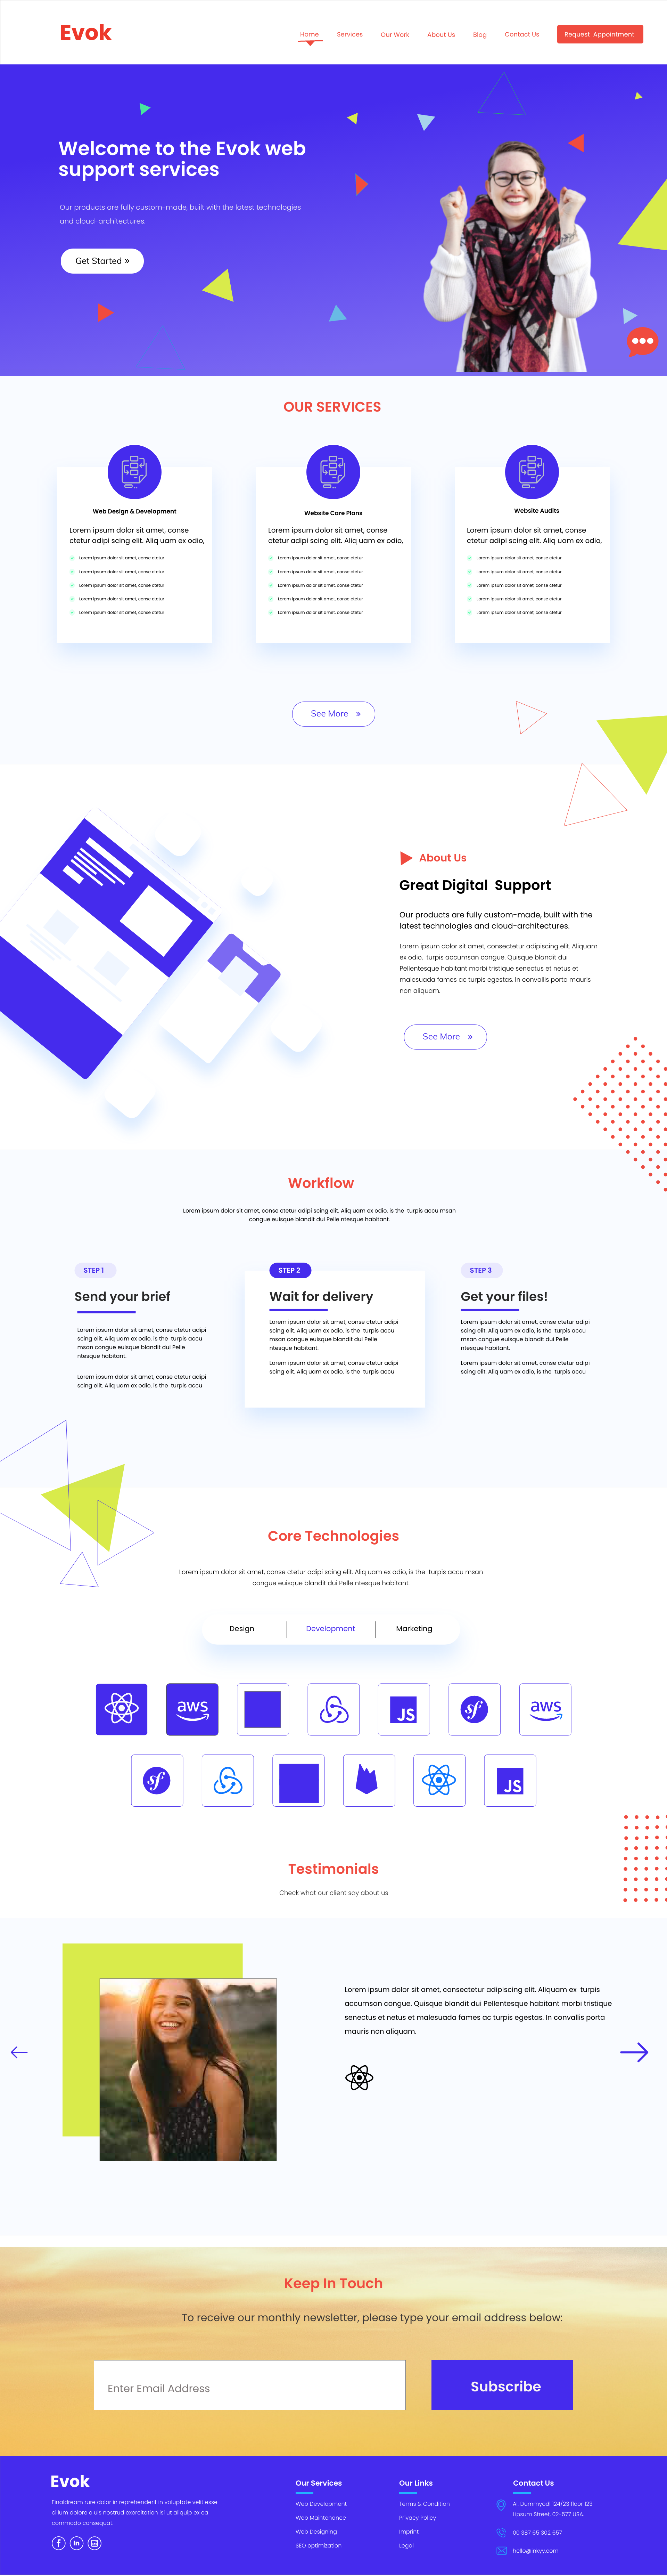 Evok
Home
Services
Our Work
About Us
Blog
Contact Us
Request Appointment
Welcome to the Evok web
support services
Our products are fully custom-made, built with the latest technologies
and cloud-architectures.
Get Started »
OUR SERVICES
Web Design & Development
Lorem ipsum dolor sit amet, conse
ctetur adipi scing elit. Aliq uam ex odio,
Lorem ipsum dolor sit amet, conse ctetur
Lorem ipsum dolor sit amet, conse ctetur
Lorem ipsum dolor sit amet, conse ctetur
Lorem ipsum dolor sit amet, conse ctetur
Lorem ipsum dolor sit amet, conse ctetur
Website Care Plans
Lorem ipsum dolor sit amet, conse
ctetur adipi scing elit. Aliq uam ex odio,
Lorem ipsum dolor sit amet, conse ctetur
Lorem ipsum dolor sit amet, conse ctetur
Lorem ipsum dolor sit amet, conse ctetur
Lorem ipsum dolor sit amet, conse ctetur
Lorem ipsum dolor sit amet, conse ctetur
Website Audits
Lorem ipsum dolor sit amet, conse
ctetur adipi scing elit. Aliq uam ex odio,
Lorem ipsum dolor sit amet, conse ctetur
Lorem ipsum dolor sit amet, conse ctetur
Lorem ipsum dolor sit amet, conse ctetur
Lorem ipsum dolor sit amet, conse ctetur
Lorem ipsum dolor sit amet, conse ctetur
See More »
About Us
Great Digital Support
Our products are fully custom-made, built with the
latest technologies and cloud-architectures.
Lorem ipsum dolor sit amet, consectetur adipiscing elit. Aliquam
ex odio, turpis accumsan congue. Quisque blandit dui
Pellentesque habitant morbi tristique senectus et netus et
malesuada fames ac turpis egestas. In convallis porta mauris
non aliquam.
See More »
Workflow
Lorem ipsum dolor sit amet, conse ctetur adipi scing elit. Aliq uam ex odio, is the turpis accu msan
congue euisque blandit dui Pelle ntesque habitant.
STEP 1
Send your brief
Lorem ipsum dolor sit amet, conse ctetur adipi
scing elit. Aliq uam ex odio, is the turpis accu
msan congue euisque blandit dui Pelle
ntesque habitant.
Lorem ipsum dolor sit amet, conse ctetur adipi
scing elit. Aliq uam ex odio, is the turpis accu
STEP 2
Wait for delivery
Lorem ipsum dolor sit amet, conse ctetur adipi
scing elit. Aliq uam ex odio, is the turpis accu
msan congue euisque blandit dui Pelle
ntesque habitant.
Lorem ipsum dolor sit amet, conse ctetur adipi
scing elit. Aliq uam ex odio, is the turpis accu
STEP 3
Get your files!
Lorem ipsum dolor sit amet, conse ctetur adipi
scing elit. Aliq uam ex odio, is the turpis accu
msan congue euisque blandit dui Pelle
ntesque habitant.
Lorem ipsum dolor sit amet, conse ctetur adipi
scing elit. Aliq uam ex odio, is the turpis accu
Core Technologies
Lorem ipsum dolor sit amet, conse ctetur adipi scing elit. Aliq uam ex odio, is the turpis accu msan
congue euisque blandit dui Pelle ntesque habitant.
Design
Development
Marketing
aws
JS
sf
aws
sf
JS
Testimonials
Check what our client say about us
Lorem ipsum dolor sit amet, consectetur adipiscing elit. Aliquam ex turpis
accumsan congue. Quisque blandit dui Pellentesque habitant morbi tristique
senectus et netus et malesuada fames ac turpis egestas. In convallis porta
mauris non aliquam.
Keep In Touch
To receive our monthly newsletter, please type your email address below:
Enter Email Address
Subscribe
Evok
Finaldream rure dolor in reprehenderit in voluptate velit esse
cillum dolore e uis nostrud exercitation isi ut aliquip ex ea
commodo consequat.
f
in
Our Services
Web Development
Web Maintenance
Web Designing
SEO optimization
Our Links
Terms & Condition
Privacy Policy
Imprint
Legal
Contact Us
Al. Dummyodi 124/23 floor 123
Lipsum Street, 02-577 USA.
00 387 65 302 657
hello@inkyy.com